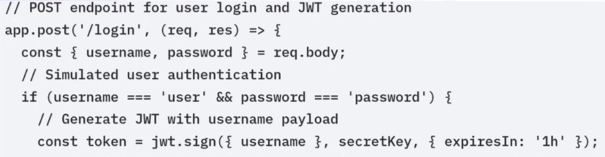 // POST endpoint for user login and JWT generation
app.post('/login', (req, res) => {
  const { username, password } = req.body;
  // Simulated user authentication
  if (username === 'user' && password === 'password') {
    // Generate JWT with username payload
    const token = jwt.sign({ username }, secretKey, { expiresIn: '1h' });